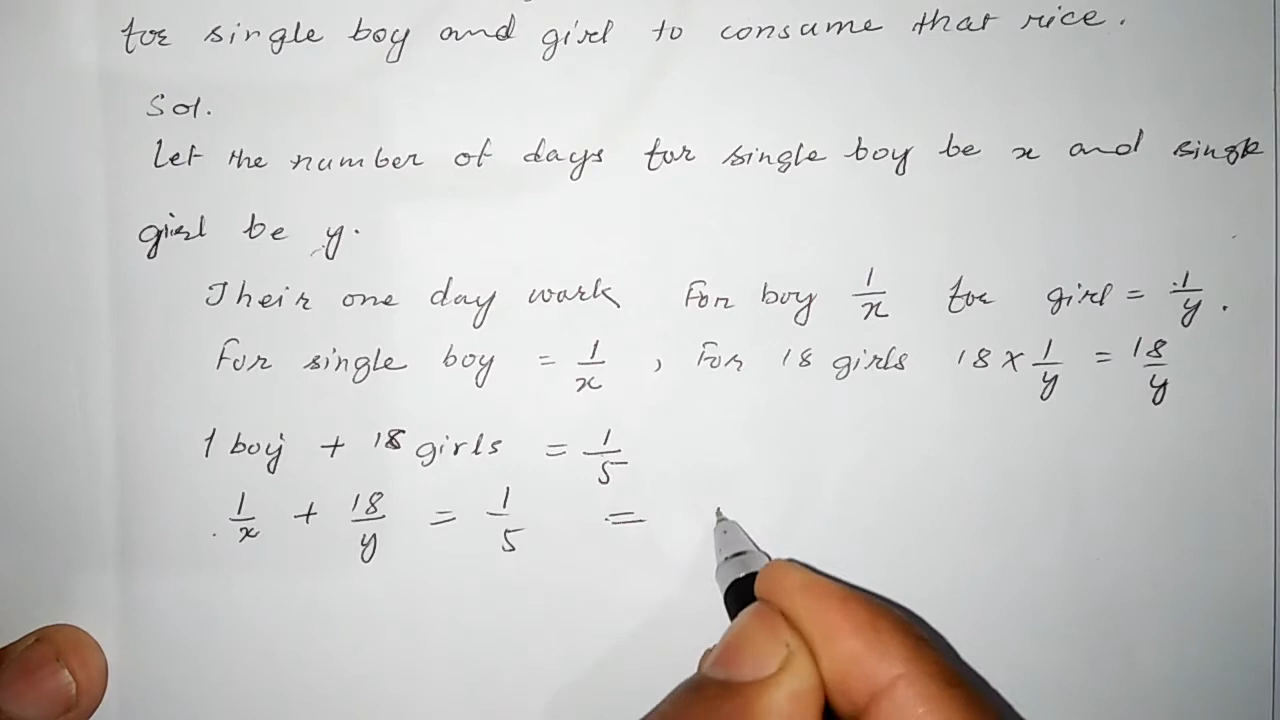 for single boy and girl to consume that rice.
Sol.
Let the number of days for single boy be x and single
girl be y.
Their one day work For boy 1/x for girl = 1/y.
For single boy = 1/x , For 18 girls 18 × 1/y = 18/y
1 boy + 18 girls = 1/5
1/x + 18/y = 1/5 =